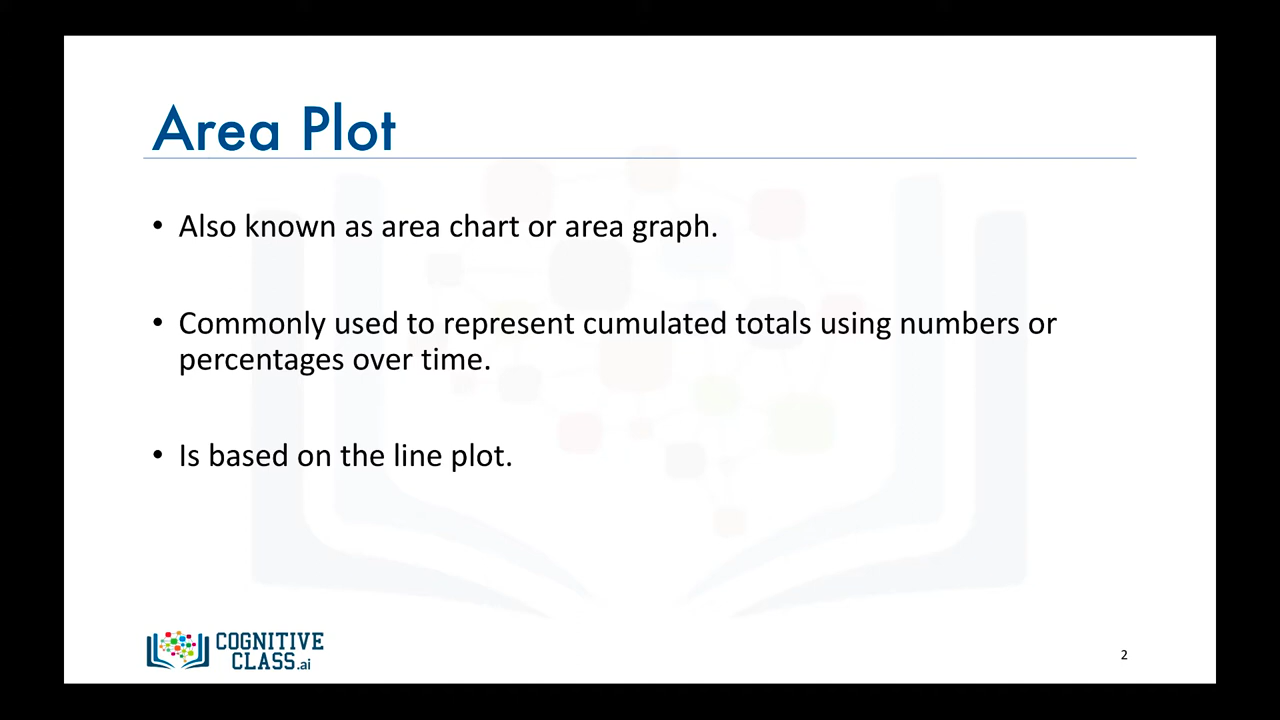 Area Plot
• Also known as area chart or area graph.
• Commonly used to represent cumulated totals using numbers or
percentages over time.
• Is based on the line plot.
COGNITIVE
CLASS.ai
2